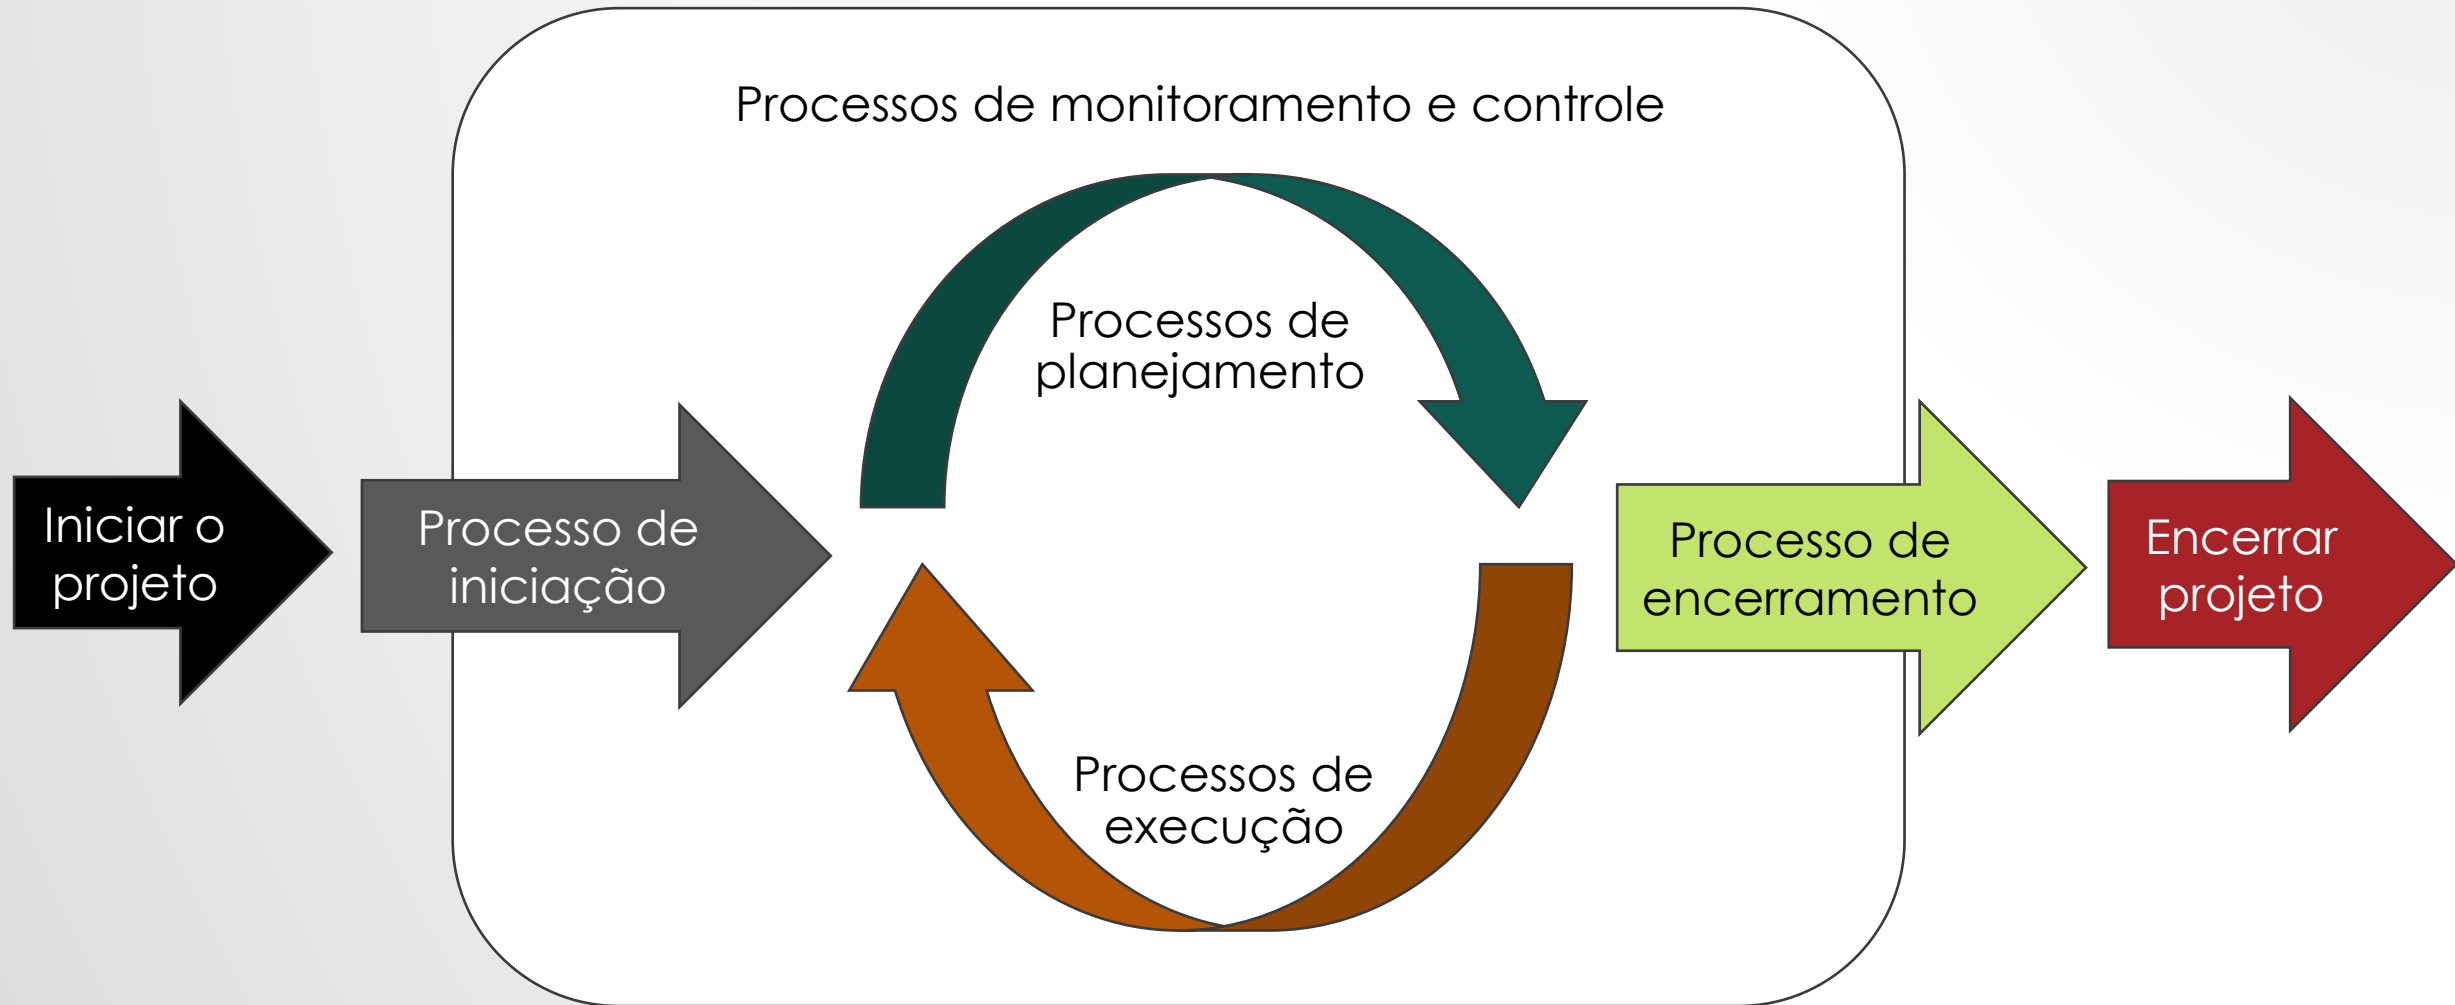 Processos de monitoramento e controle
Processos de
planejamento
Iniciar o
projeto
Processo de
iniciação
Processo de
encerramento
Encerrar
projeto
Processos de
execução